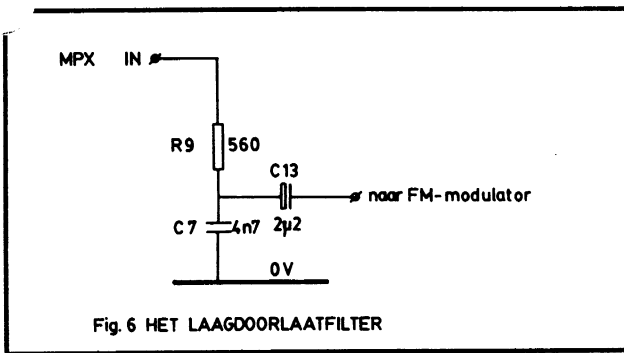 MPX IN
R9 560
C13
naar FM-modulator
C7 4n7 2µ2
0V
Fig. 6 HET LAAGDOORLAATFILTER